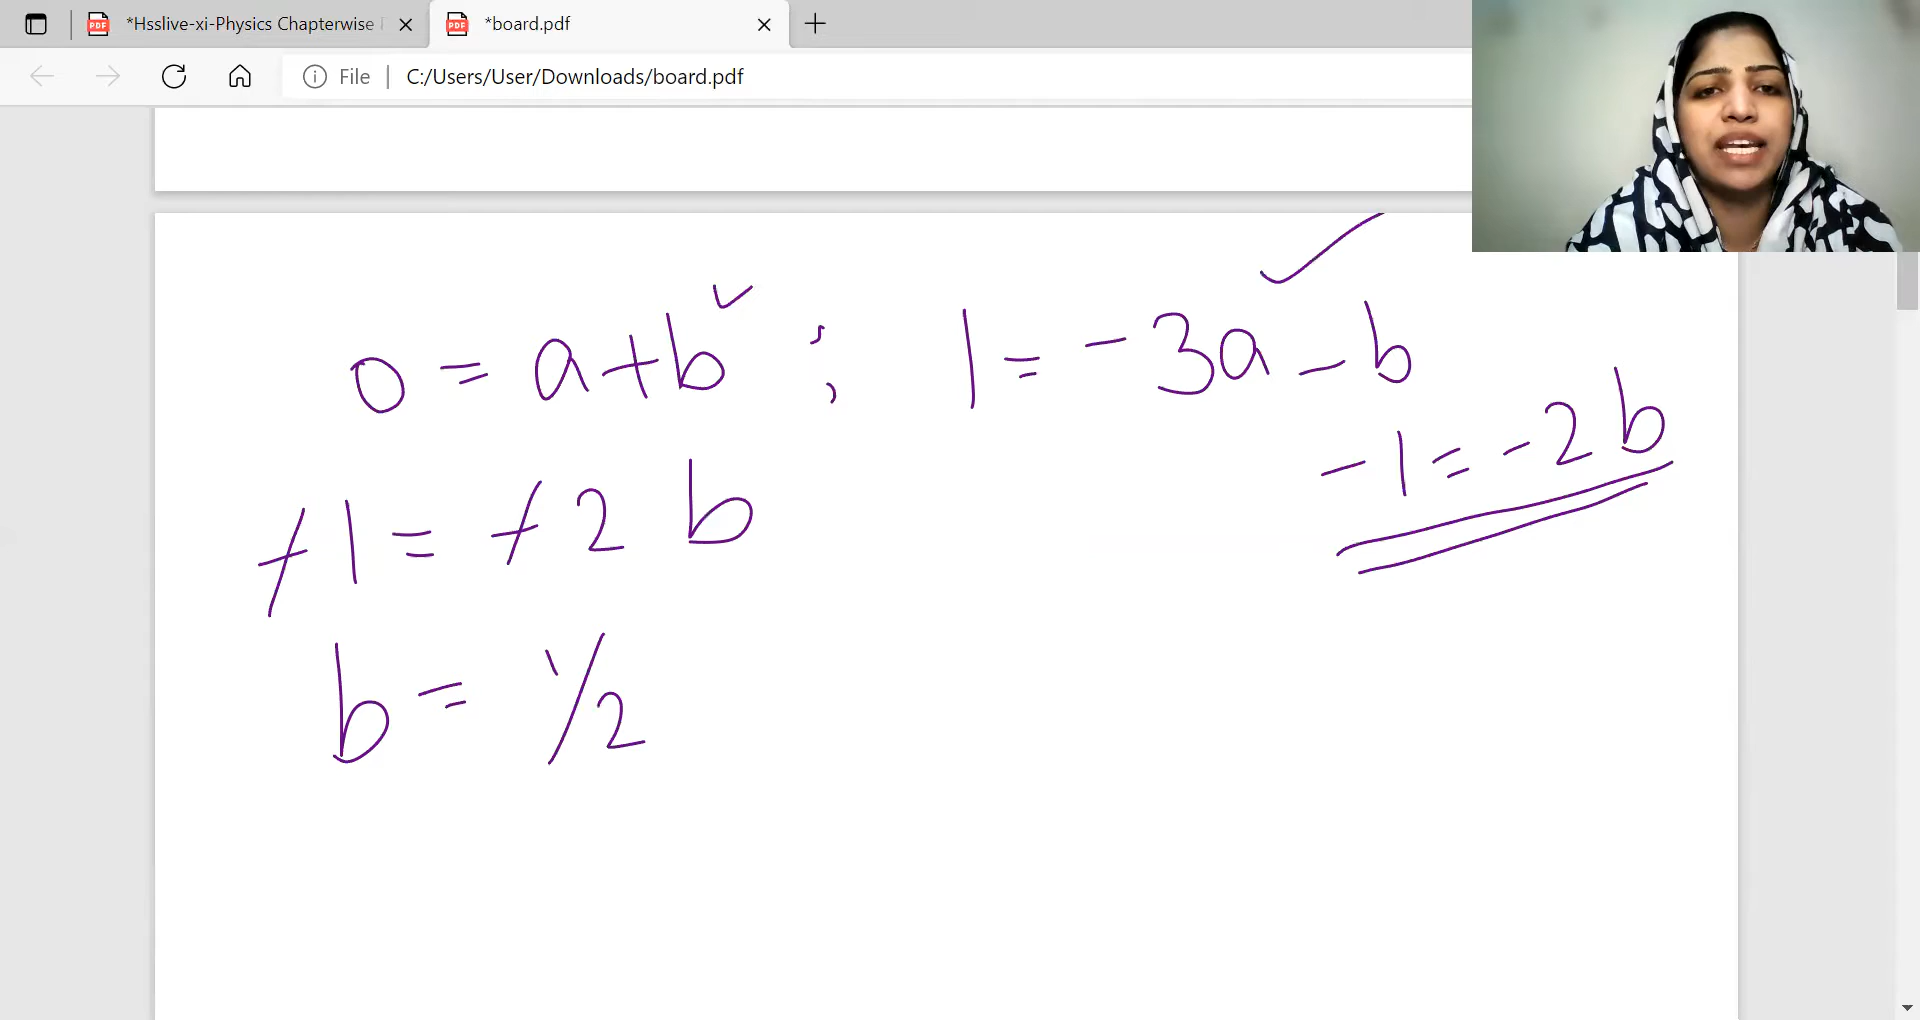 *Hsslive-xi-Physics Chapterwise
*board.pdf
File | C:/Users/User/Downloads/board.pdf
0 = a+b ; 1 = -3a - b
-1 = -2b
+1 = +2b
b = 1/2